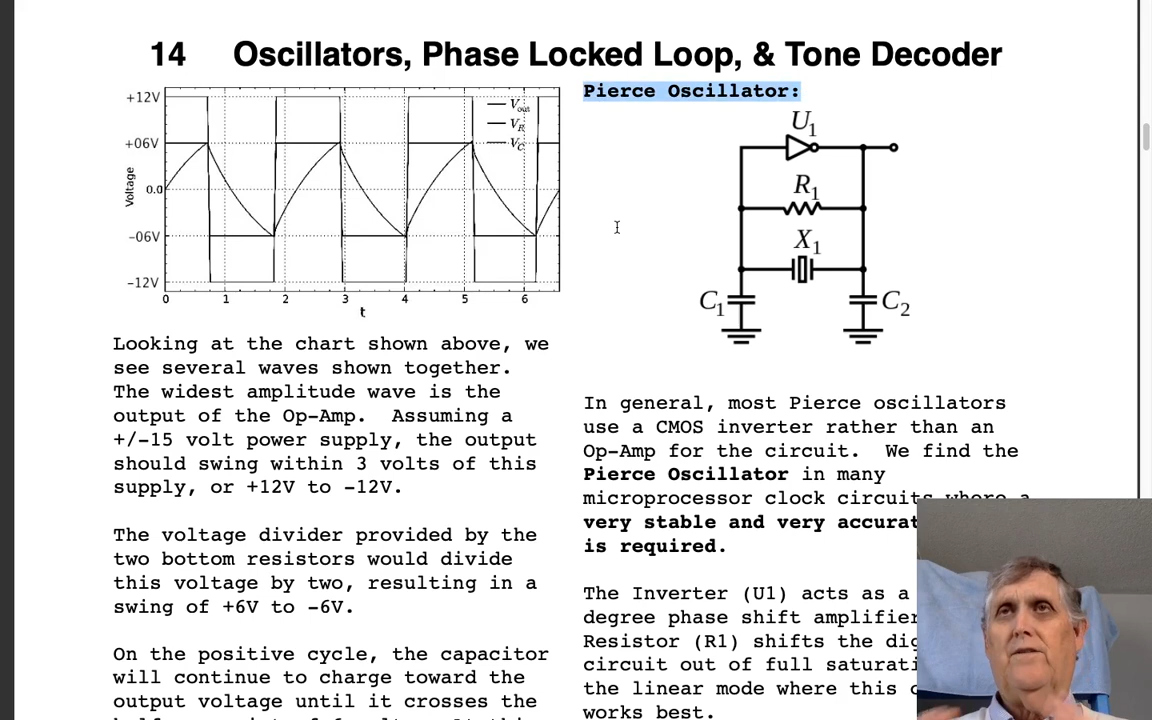 14 Oscillators, Phase Locked Loop, & Tone Decoder
+12V
+06V
0.0
-06V
-12V
Voltage
0 1 2 3 4 5 6
t
Vout
VR
VC
Looking at the chart shown above, we
see several waves shown together.
The widest amplitude wave is the
output of the Op-Amp. Assuming a
+/-15 volt power supply, the output
should swing within 3 volts of this
supply, or +12V to -12V.
The voltage divider provided by the
two bottom resistors would divide
this voltage by two, resulting in a
swing of +6V to -6V.
On the positive cycle, the capacitor
will continue to charge toward the
output voltage until it crosses the
Pierce Oscillator:
U1
R1
X1
C1
C2
In general, most Pierce oscillators
use a CMOS inverter rather than an
Op-Amp for the circuit. We find the
Pierce Oscillator in many
microprocessor clock circuits where a
very stable and very accurat
is required.
The Inverter (U1) acts as a
degree phase shift amplifier
Resistor (R1) shifts the dig
circuit out of full saturati
the linear mode where this
works best.